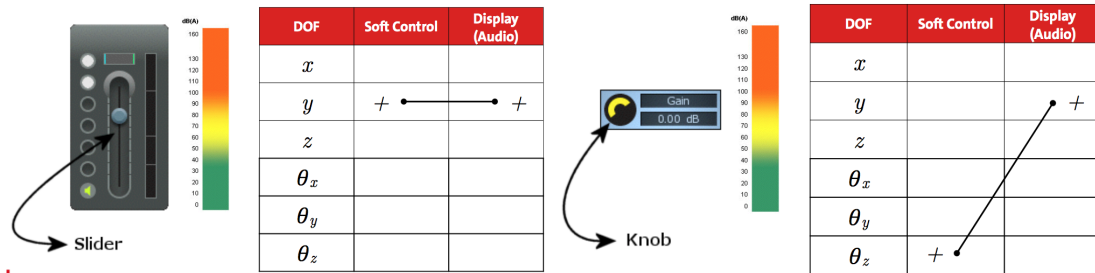 dB(A)
160
130
120
110
100
90
80
70
60
50
40
30
20
10
0
Slider
DOF Soft Control Display (Audio)
x
y + +
z
θx
θy
θz
Gain
0.00 dB
Knob
dB(A)
160
130
120
110
100
90
80
70
60
50
40
30
20
10
0
DOF Soft Control Display (Audio)
x
y +
z
θx
θy
θz +